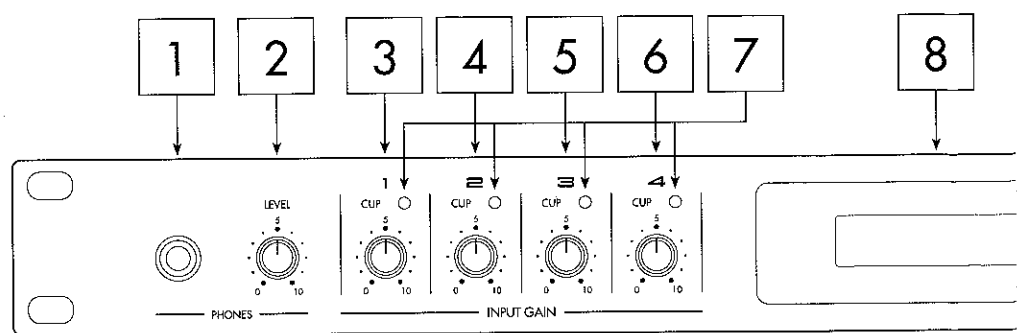 1 2 3 4 5 6 7 8
1 2 3 4
LEVEL CLIP CLIP CLIP CLIP
5 5 5 5 5
0 10 0 10 0 10 0 10 0 10
PHONES INPUT GAIN